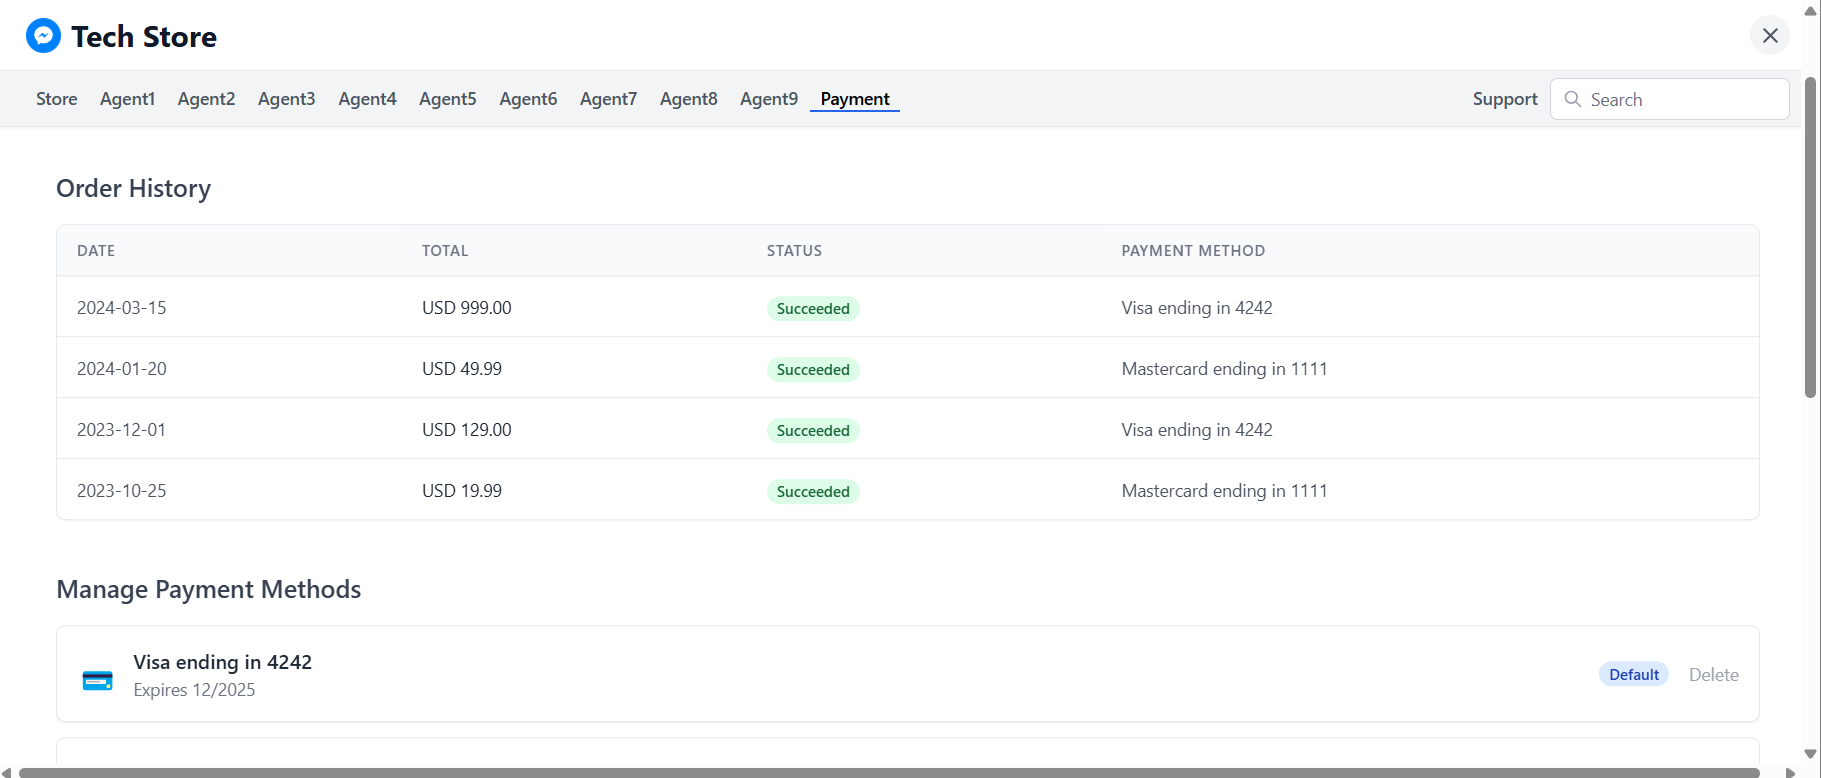 Tech Store
Store Agent1 Agent2 Agent3 Agent4 Agent5 Agent6 Agent7 Agent8 Agent9 Payment Support Search
Order History
DATE TOTAL STATUS PAYMENT METHOD
2024-03-15 USD 999.00 Succeeded Visa ending in 4242
2024-01-20 USD 49.99 Succeeded Mastercard ending in 1111
2023-12-01 USD 129.00 Succeeded Visa ending in 4242
2023-10-25 USD 19.99 Succeeded Mastercard ending in 1111
Manage Payment Methods
Visa ending in 4242
Expires 12/2025
Default Delete